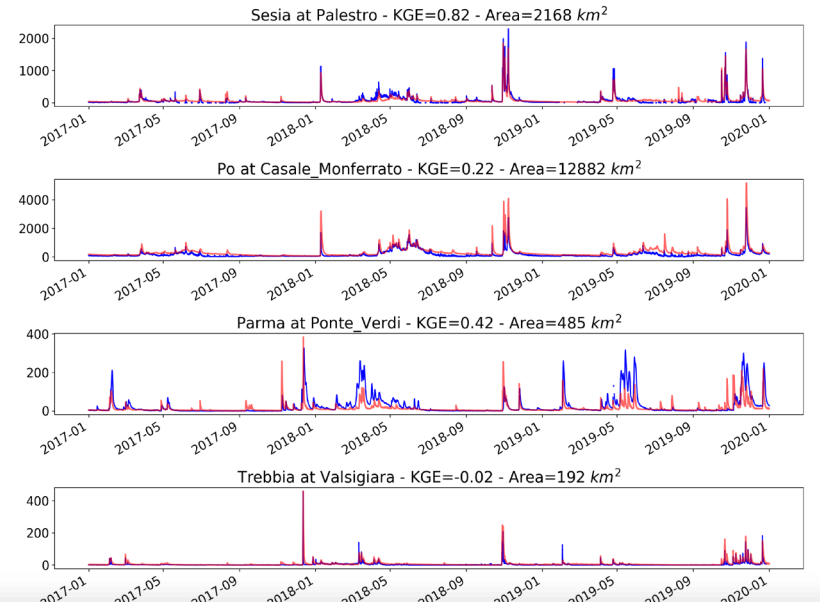 Sesia at Palestro - KGE=0.82 - Area=2168 km²
2000
1000
0
2017-01 2017-05 2017-09 2018-01 2018-05 2018-09 2019-01 2019-05 2019-09 2020-01
Po at Casale_Monferrato - KGE=0.22 - Area=12882 km²
4000
2000
0
2017-01 2017-05 2017-09 2018-01 2018-05 2018-09 2019-01 2019-05 2019-09 2020-01
Parma at Ponte_Verdi - KGE=0.42 - Area=485 km²
400
200
0
2017-01 2017-05 2017-09 2018-01 2018-05 2018-09 2019-01 2019-05 2019-09 2020-01
Trebbia at Valsigiara - KGE=-0.02 - Area=192 km²
400
200
0
2017-01 2017-05 2017-09 2018-01 2018-05 2018-09 2019-01 2019-05 2019-09 2020-01